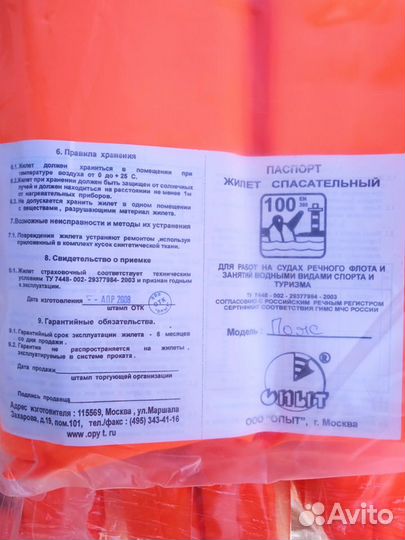 6. Правила хранения
6.1. Жилет должен храниться в помещении при
температуре воздуха от 0 до + 25 С.
6.2. Жилет при хранении должен быть защищен от солнечных
лучей и должен находиться на расстоянии не менее 1м
от нагревательных приборов.
6.3. Не допускается хранить жилет в одном помещении
с веществами, разрушающими материал жилета.
7. Возможные неисправности и методы их устранения
7.1. Повреждения жилета устраняют ремонтом, используя
приложенный в комплект кусок синтетической ткани.
8. Свидетельство о приемке
8.1. Жилет страховочный соответствует техническим
условиям ТУ 7448- 002- 29377984- 2003 и признан годным
к эксплуатации.
Дата изготовления АПР 2008
штамп ОТК
ОТК
9. Гарантийные обязательства.
9.1. Гарантийный срок эксплуатации жилета - 6 месяцев
со дня продажи.
9.2. Гарантия не распространяется на жилеты,
эксплуатируемые в системе проката.
Дата продажи
штамп торгующей организации
Подпись продавца
Адрес изготовителя : 115569, Москва , ул.Маршала
Захарова, д.19, пом.101, тел./факс : (495) 343-41-16
www.opyt.ru
ПАСПОРТ
ЖИЛЕТ СПАСАТЕЛЬНЫЙ
100
EN
395
ДЛЯ РАБОТ НА СУДАХ РЕЧНОГО ФЛОТА И
ЗАНЯТИЙ ВОДНЫМИ ВИДАМИ СПОРТА И
ТУРИЗМА
ТУ 7448- 002 - 29377984 - 2003
СОГЛАСОВАНО С РОССИЙСКИМ РЕЧНЫМ РЕГИСТРОМ
СЕРТИФИКАТ СООТВЕТСТВИЯ ГИМС МЧС РОССИИ
Модель : Пояс
ОПЫТ
ООО "ОПЫТ", г. Москва
Avito